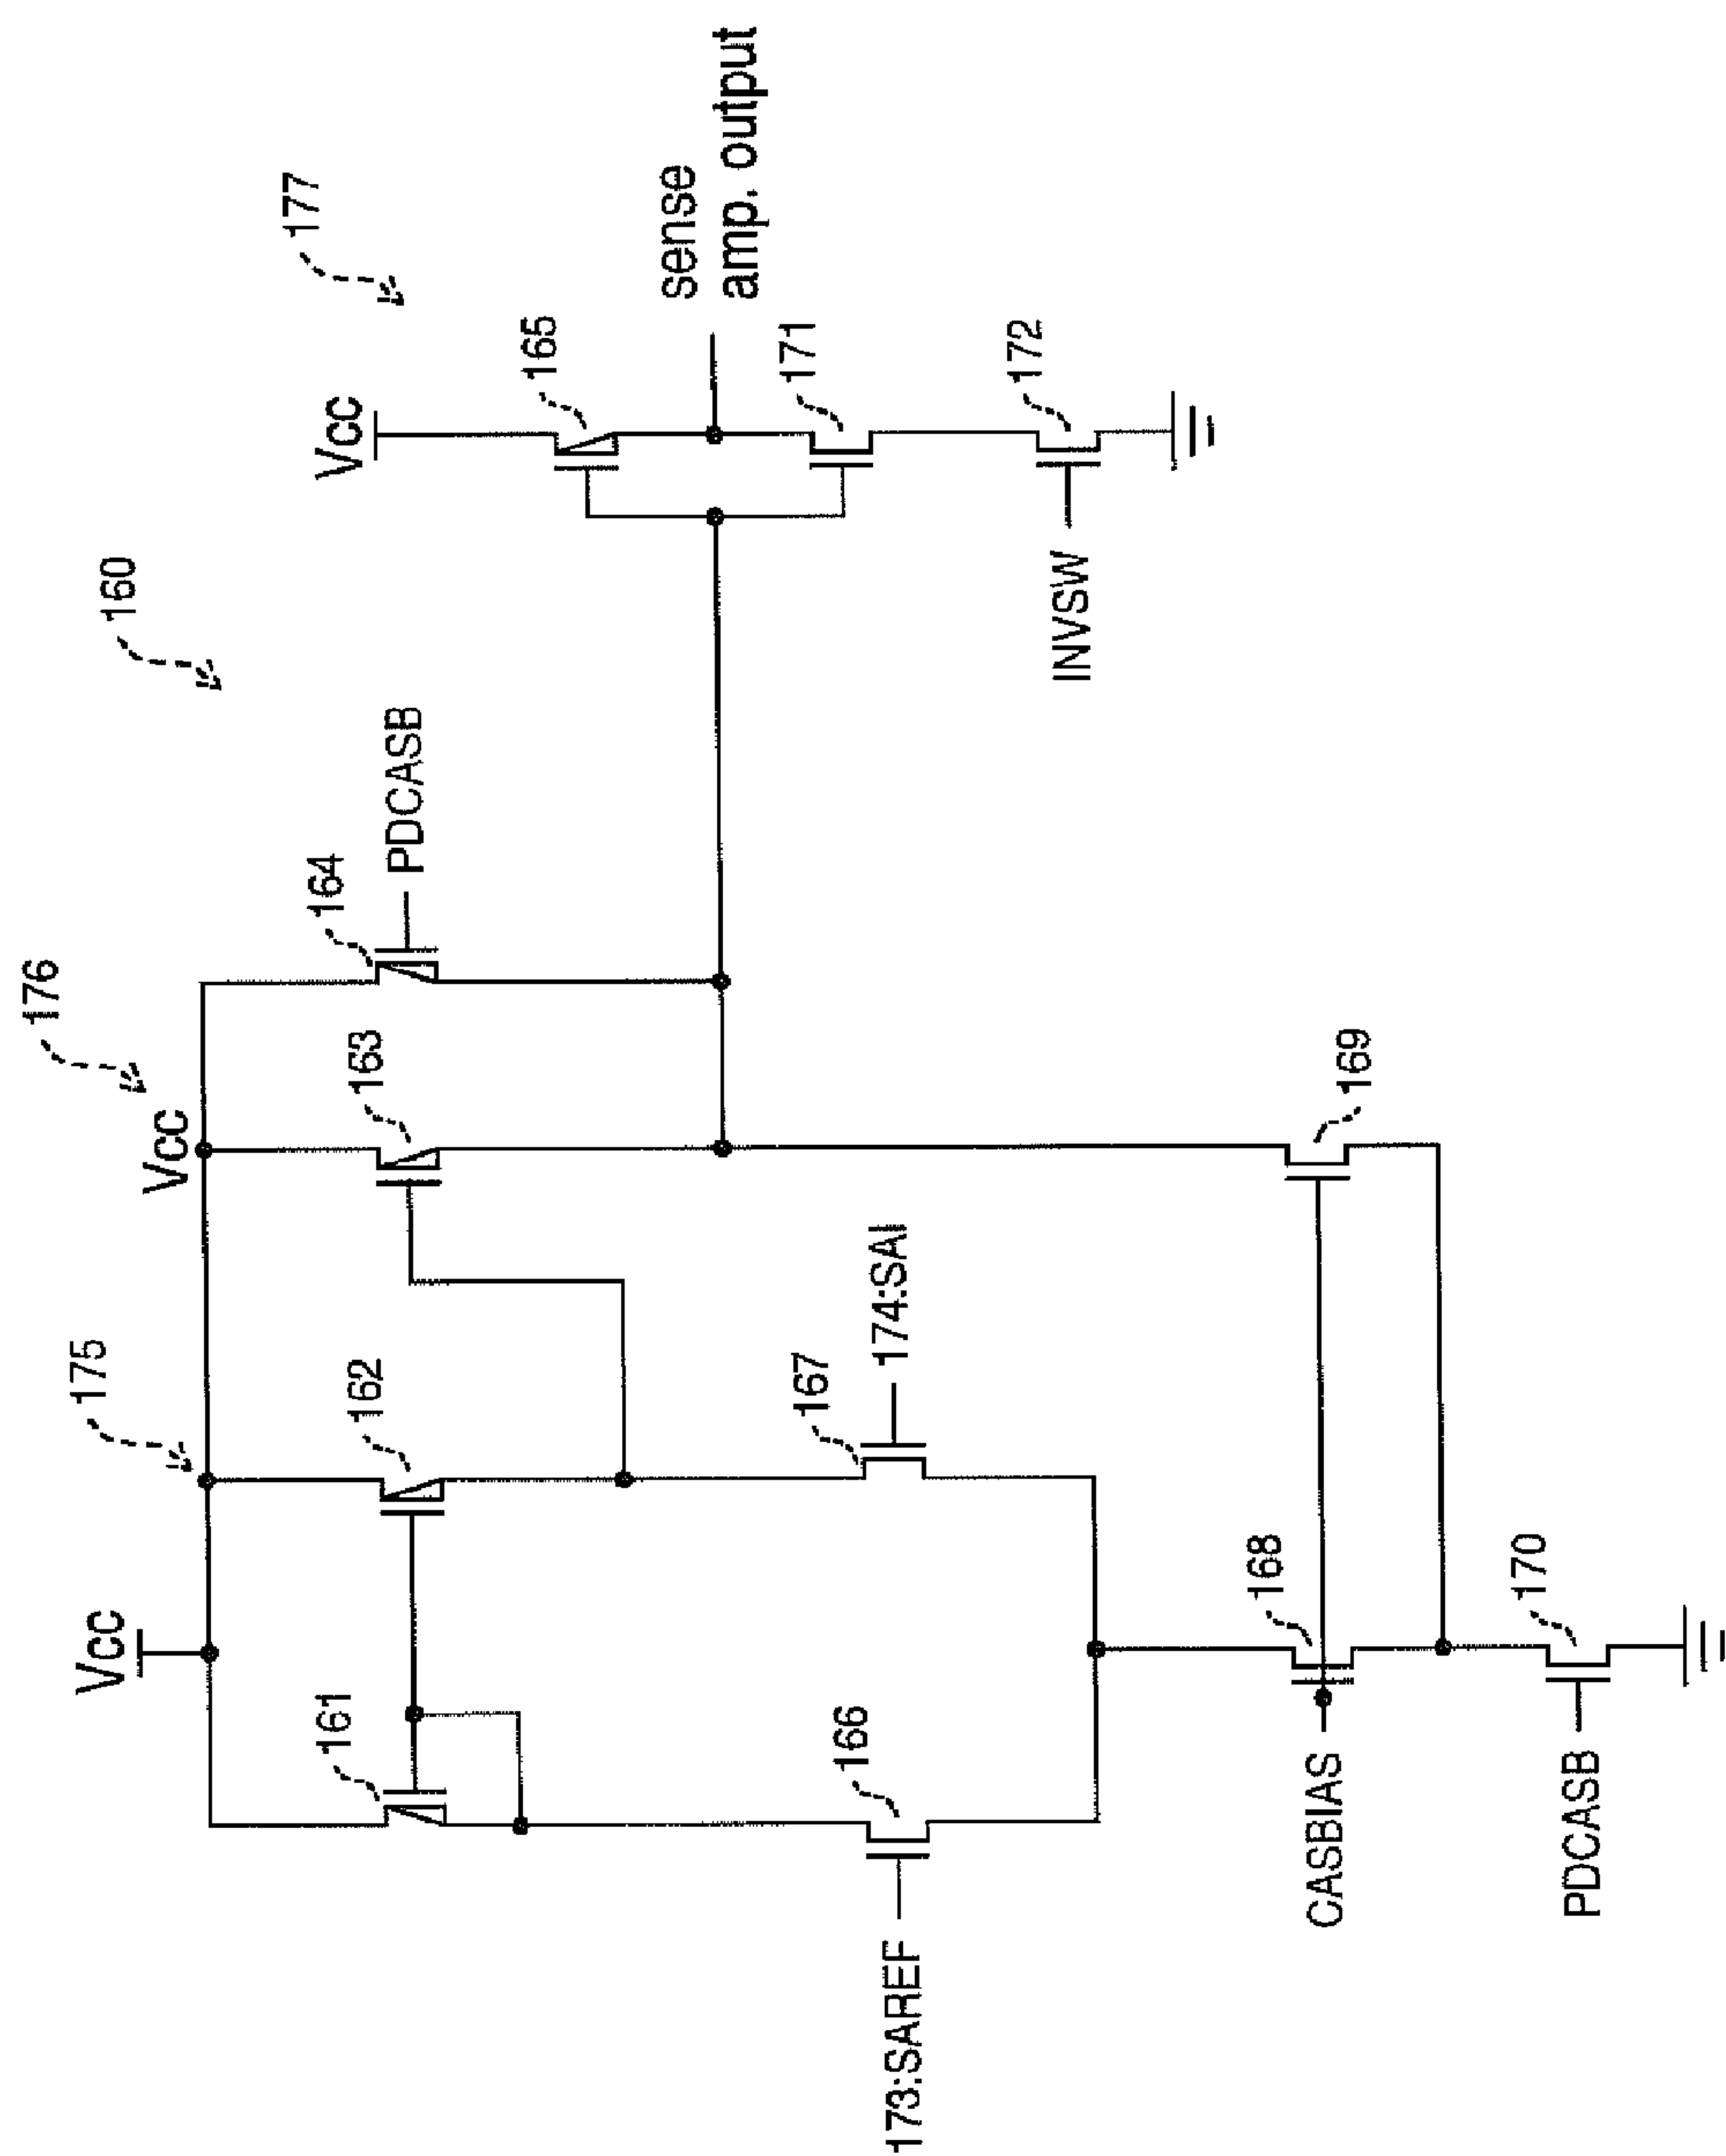 160
175
176
177
Vcc
Vcc
Vcc
161
162
163
164
PDCASB
165
sense
amp. output
166
167
174:SAI
173:SAREF
171
172
INVSW
168
169
CASBIAS
170
PDCASB